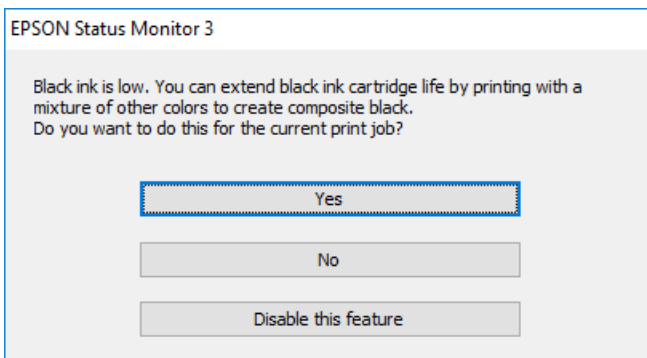 EPSON Status Monitor 3
Black ink is low. You can extend black ink cartridge life by printing with a
mixture of other colors to create composite black.
Do you want to do this for the current print job?
Yes
No
Disable this feature